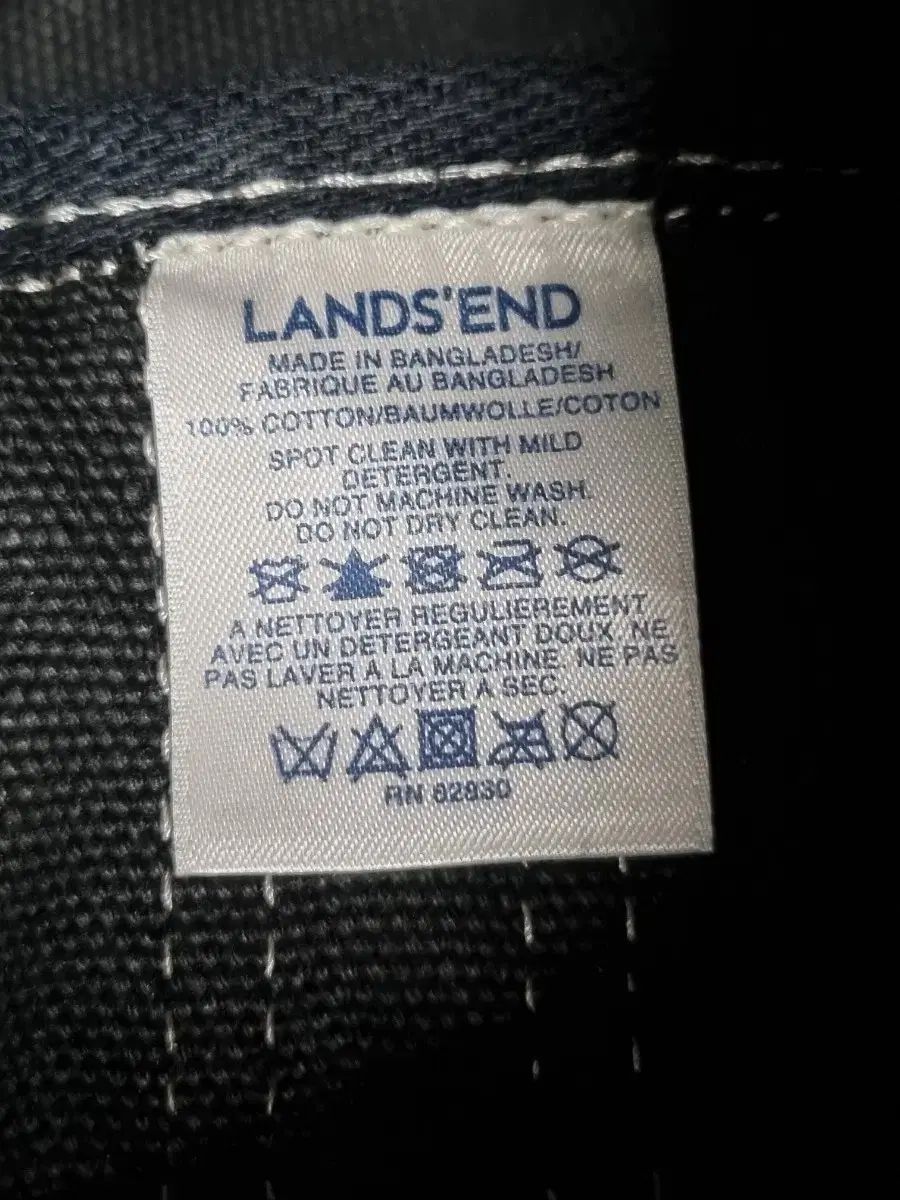 LANDS'END
MADE IN BANGLADESH/
FABRIQUE AU BANGLADESH
100% COTTON/BAUMWOLLE/COTON
SPOT CLEAN WITH MILD
DETERGENT.
DO NOT MACHINE WASH.
DO NOT DRY CLEAN.
A NETTOYER REGULIEREMENT
AVEC UN DETERGEANT DOUX. NE
PAS LAVER A LA MACHINE. NE PAS
NETTOYER A SEC.
RN 62830